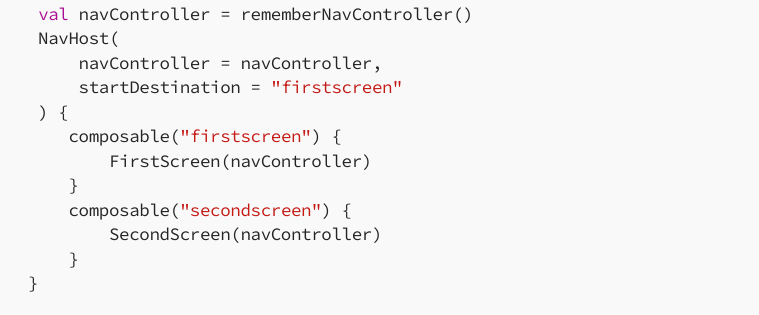 val navController = rememberNavController()
NavHost(
navController = navController,
startDestination = "firstscreen"
) {
composable("firstscreen") {
FirstScreen(navController)
}
composable("secondscreen") {
SecondScreen(navController)
}
}